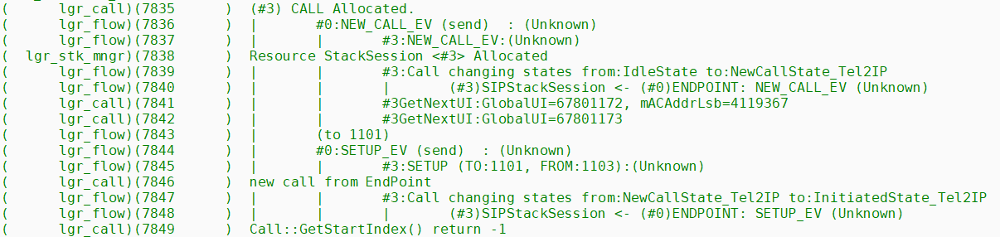 (      lgr_call)(7835      )  (#3) CALL Allocated.
(      lgr_flow)(7836      )  |       #0:NEW_CALL_EV (send)  : (Unknown)
(      lgr_flow)(7837      )  |       |       #3:NEW_CALL_EV:(Unknown)
(  lgr_stk_mngr)(7838      )  Resource StackSession <#3> Allocated
(      lgr_flow)(7839      )  |       |       #3:Call changing states from:IdleState to:NewCallState_Tel2IP
(      lgr_flow)(7840      )  |       |       |       (#3)SIPStackSession <- (#0)ENDPOINT: NEW_CALL_EV (Unknown)
(      lgr_call)(7841      )  |       |       #3GetNextUI:GlobalUI=67801172, mACAddrLsb=4119367
(      lgr_call)(7842      )  |       |       #3GetNextUI:GlobalUI=67801173
(      lgr_flow)(7843      )  |       (to 1101)
(      lgr_flow)(7844      )  |       #0:SETUP_EV (send)  : (Unknown)
(      lgr_flow)(7845      )  |       |       #3:SETUP (TO:1101, FROM:1103):(Unknown)
(      lgr_call)(7846      )  new call from EndPoint
(      lgr_flow)(7847      )  |       |       #3:Call changing states from:NewCallState_Tel2IP to:InitiatedState_Tel2IP
(      lgr_flow)(7848      )  |       |       |       (#3)SIPStackSession <- (#0)ENDPOINT: SETUP_EV (Unknown)
(      lgr_call)(7849      )  Call::GetStartIndex() return -1